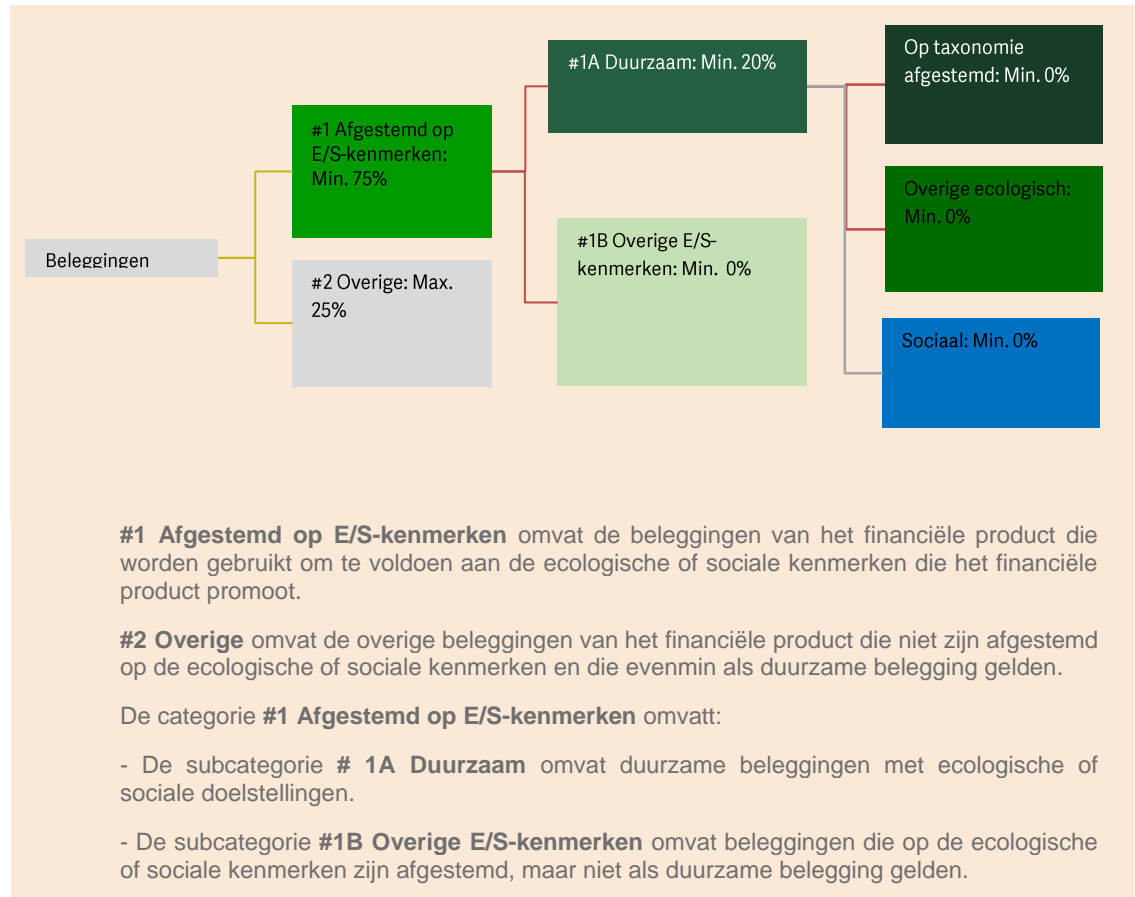 Beleggingen
#1 Afgestemd op
E/S-kenmerken:
Min. 75%
#2 Overige: Max.
25%
#1A Duurzaam: Min. 20%
#1B Overige E/S-
kenmerken: Min. 0%
Op taxonomie
afgestemd: Min. 0%
Overige ecologisch:
Min. 0%
Sociaal: Min. 0%
#1 Afgestemd op E/S-kenmerken omvat de beleggingen van het financiële product die
worden gebruikt om te voldoen aan de ecologische of sociale kenmerken die het financiële
product promoot.
#2 Overige omvat de overige beleggingen van het financiële product die niet zijn afgestemd
op de ecologische of sociale kenmerken en die evenmin als duurzame belegging gelden.
De categorie #1 Afgestemd op E/S-kenmerken omvatt:
- De subcategorie # 1A Duurzaam omvat duurzame beleggingen met ecologische of
sociale doelstellingen.
- De subcategorie #1B Overige E/S-kenmerken omvat beleggingen die op de ecologische
of sociale kenmerken zijn afgestemd, maar niet als duurzame belegging gelden.